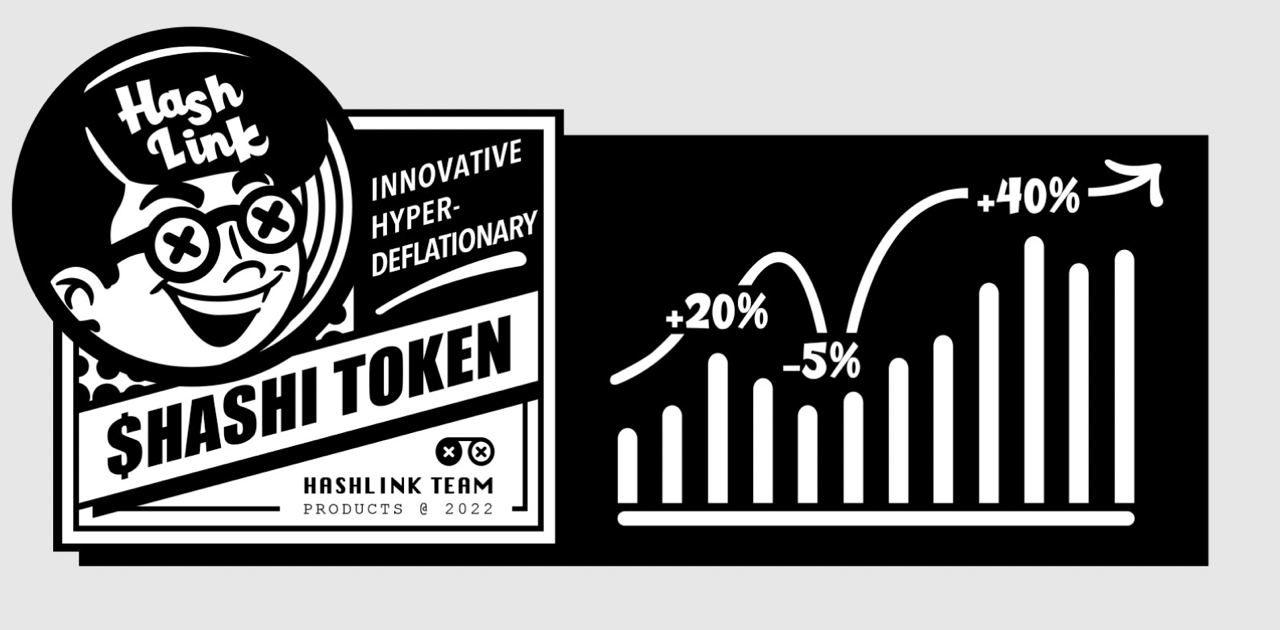 Hash
Link
INNOVATIVE
HYPER-
DEFLATIONARY
$HASHI TOKEN
HASHLINK TEAM
PRODUCTS @ 2022
+20%
-5%
+40%